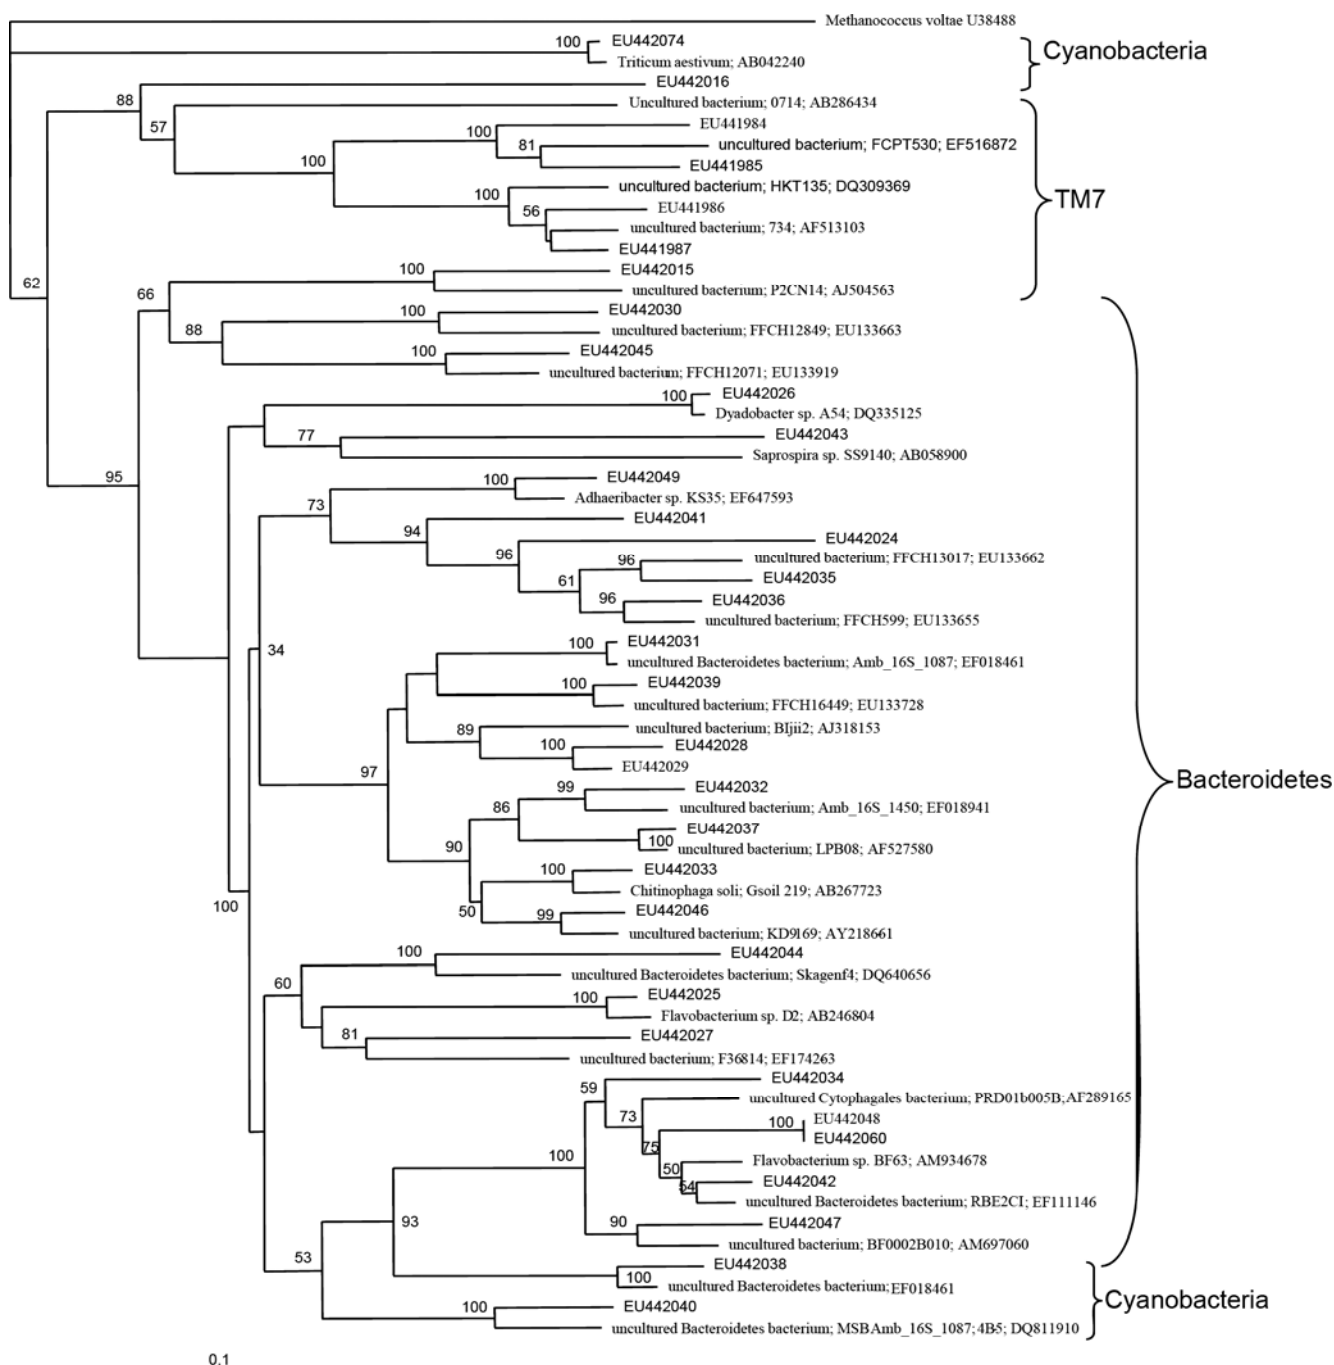 Methanococcus voltae U38488
100 EU442074
Cyanobacteria
Triticum aestivum; AB042240
EU442016
88
Uncultured bacterium; 0714; AB286434
57
100 EU441984
81 uncultured bacterium; FCPT530; EF516872
100 EU441985
100 uncultured bacterium; HKT135; DQ309369
TM7
56 EU441986
uncultured bacterium; 734; AF513103
EU441987
100 EU442015
62
66 uncultured bacterium; P2CN14; AJ504563
100 EU442030
88 uncultured bacterium; FFCH12849; EU133663
100 EU442045
uncultured bacterium; FFCH12071; EU133919
100 EU442026
Dyadobacter sp. A54; DQ335125
77 EU442043
Saprospira sp. SS9140; AB058900
95
100 EU442049
73 Adhaeribacter sp. KS35; EF647593
EU442041
94
EU442024
96
96 uncultured bacterium; FFCH13017; EU133662
61 EU442035
96 EU442036
uncultured bacterium; FFCH599; EU133655
100 EU442031
34
uncultured Bacteroidetes bacterium; Amb_16S_1087; EF018461
100 EU442039
uncultured bacterium; FFCH16449; EU133728
89 uncultured bacterium; BIjii2; AJ318153
100 EU442028
EU442029
97
Bacteroidetes
99 EU442032
86 uncultured bacterium; Amb_16S_1450; EF018941
EU442037
100 uncultured bacterium; LPB08; AF527580
90
100 EU442033
Chitinophaga soli; Gsoil 219; AB267723
100
50 99 EU442046
uncultured bacterium; KD9169; AY218661
100 EU442044
60 uncultured Bacteroidetes bacterium; Skagenf4; DQ640656
100 EU442025
Flavobacterium sp. D2; AB246804
81 EU442027
uncultured bacterium; F36814; EF174263
59 EU442034
uncultured Cytophagales bacterium; PRD01b005B;AF289165
73
100 EU442048
75 EU442060
100
50 Flavobacterium sp. BF63; AM934678
54 EU442042
uncultured Bacteroidetes bacterium; RBE2CI; EF111146
93
90 EU442047
uncultured bacterium; BF0002B010; AM697060
53
EU442038
100 uncultured Bacteroidetes bacterium;EF018461
Cyanobacteria
100 EU442040
uncultured Bacteroidetes bacterium; MSBAmb_16S_1087;4B5; DQ811910
0.1